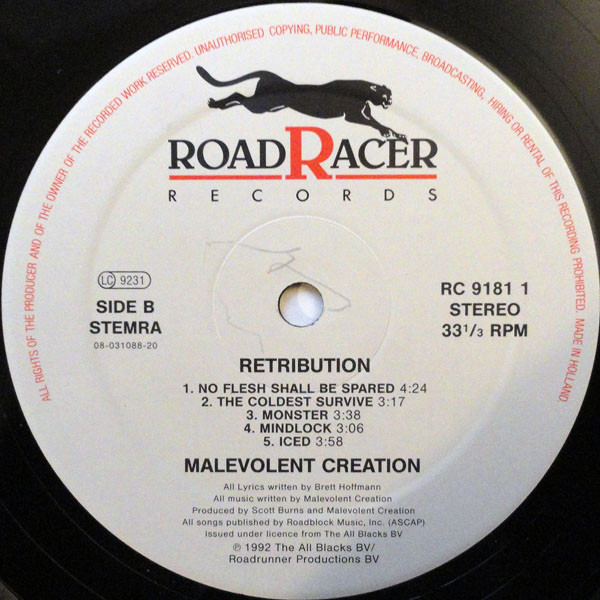 ALL RIGHTS OF THE PRODUCER AND OF THE OWNER OF THE RECORDED WORK RESERVED. UNAUTHORISED COPYING, PUBLIC PERFORMANCE, BROADCASTING, HIRING OR RENTAL OF THIS RECORDING PROHIBITED. MADE IN HOLLAND.
ROADRACER
RECORDS
LC 9231
SIDE B
STEMRA
08-031088-20
RC 9181 1
STEREO
33 1/3 RPM
RETRIBUTION
1. NO FLESH SHALL BE SPARED 4:24
2. THE COLDEST SURVIVE 3:17
3. MONSTER 3:38
4. MINDLOCK 3:06
5. ICED 3:58
MALEVOLENT CREATION
All Lyrics written by Brett Hoffmann
All music written by Malevolent Creation
Produced by Scott Burns and Malevolent Creation
All songs published by Roadblock Music, Inc. (ASCAP)
Issued under licence from The All Blacks BV
℗ 1992 The All Blacks BV/
Roadrunner Productions BV